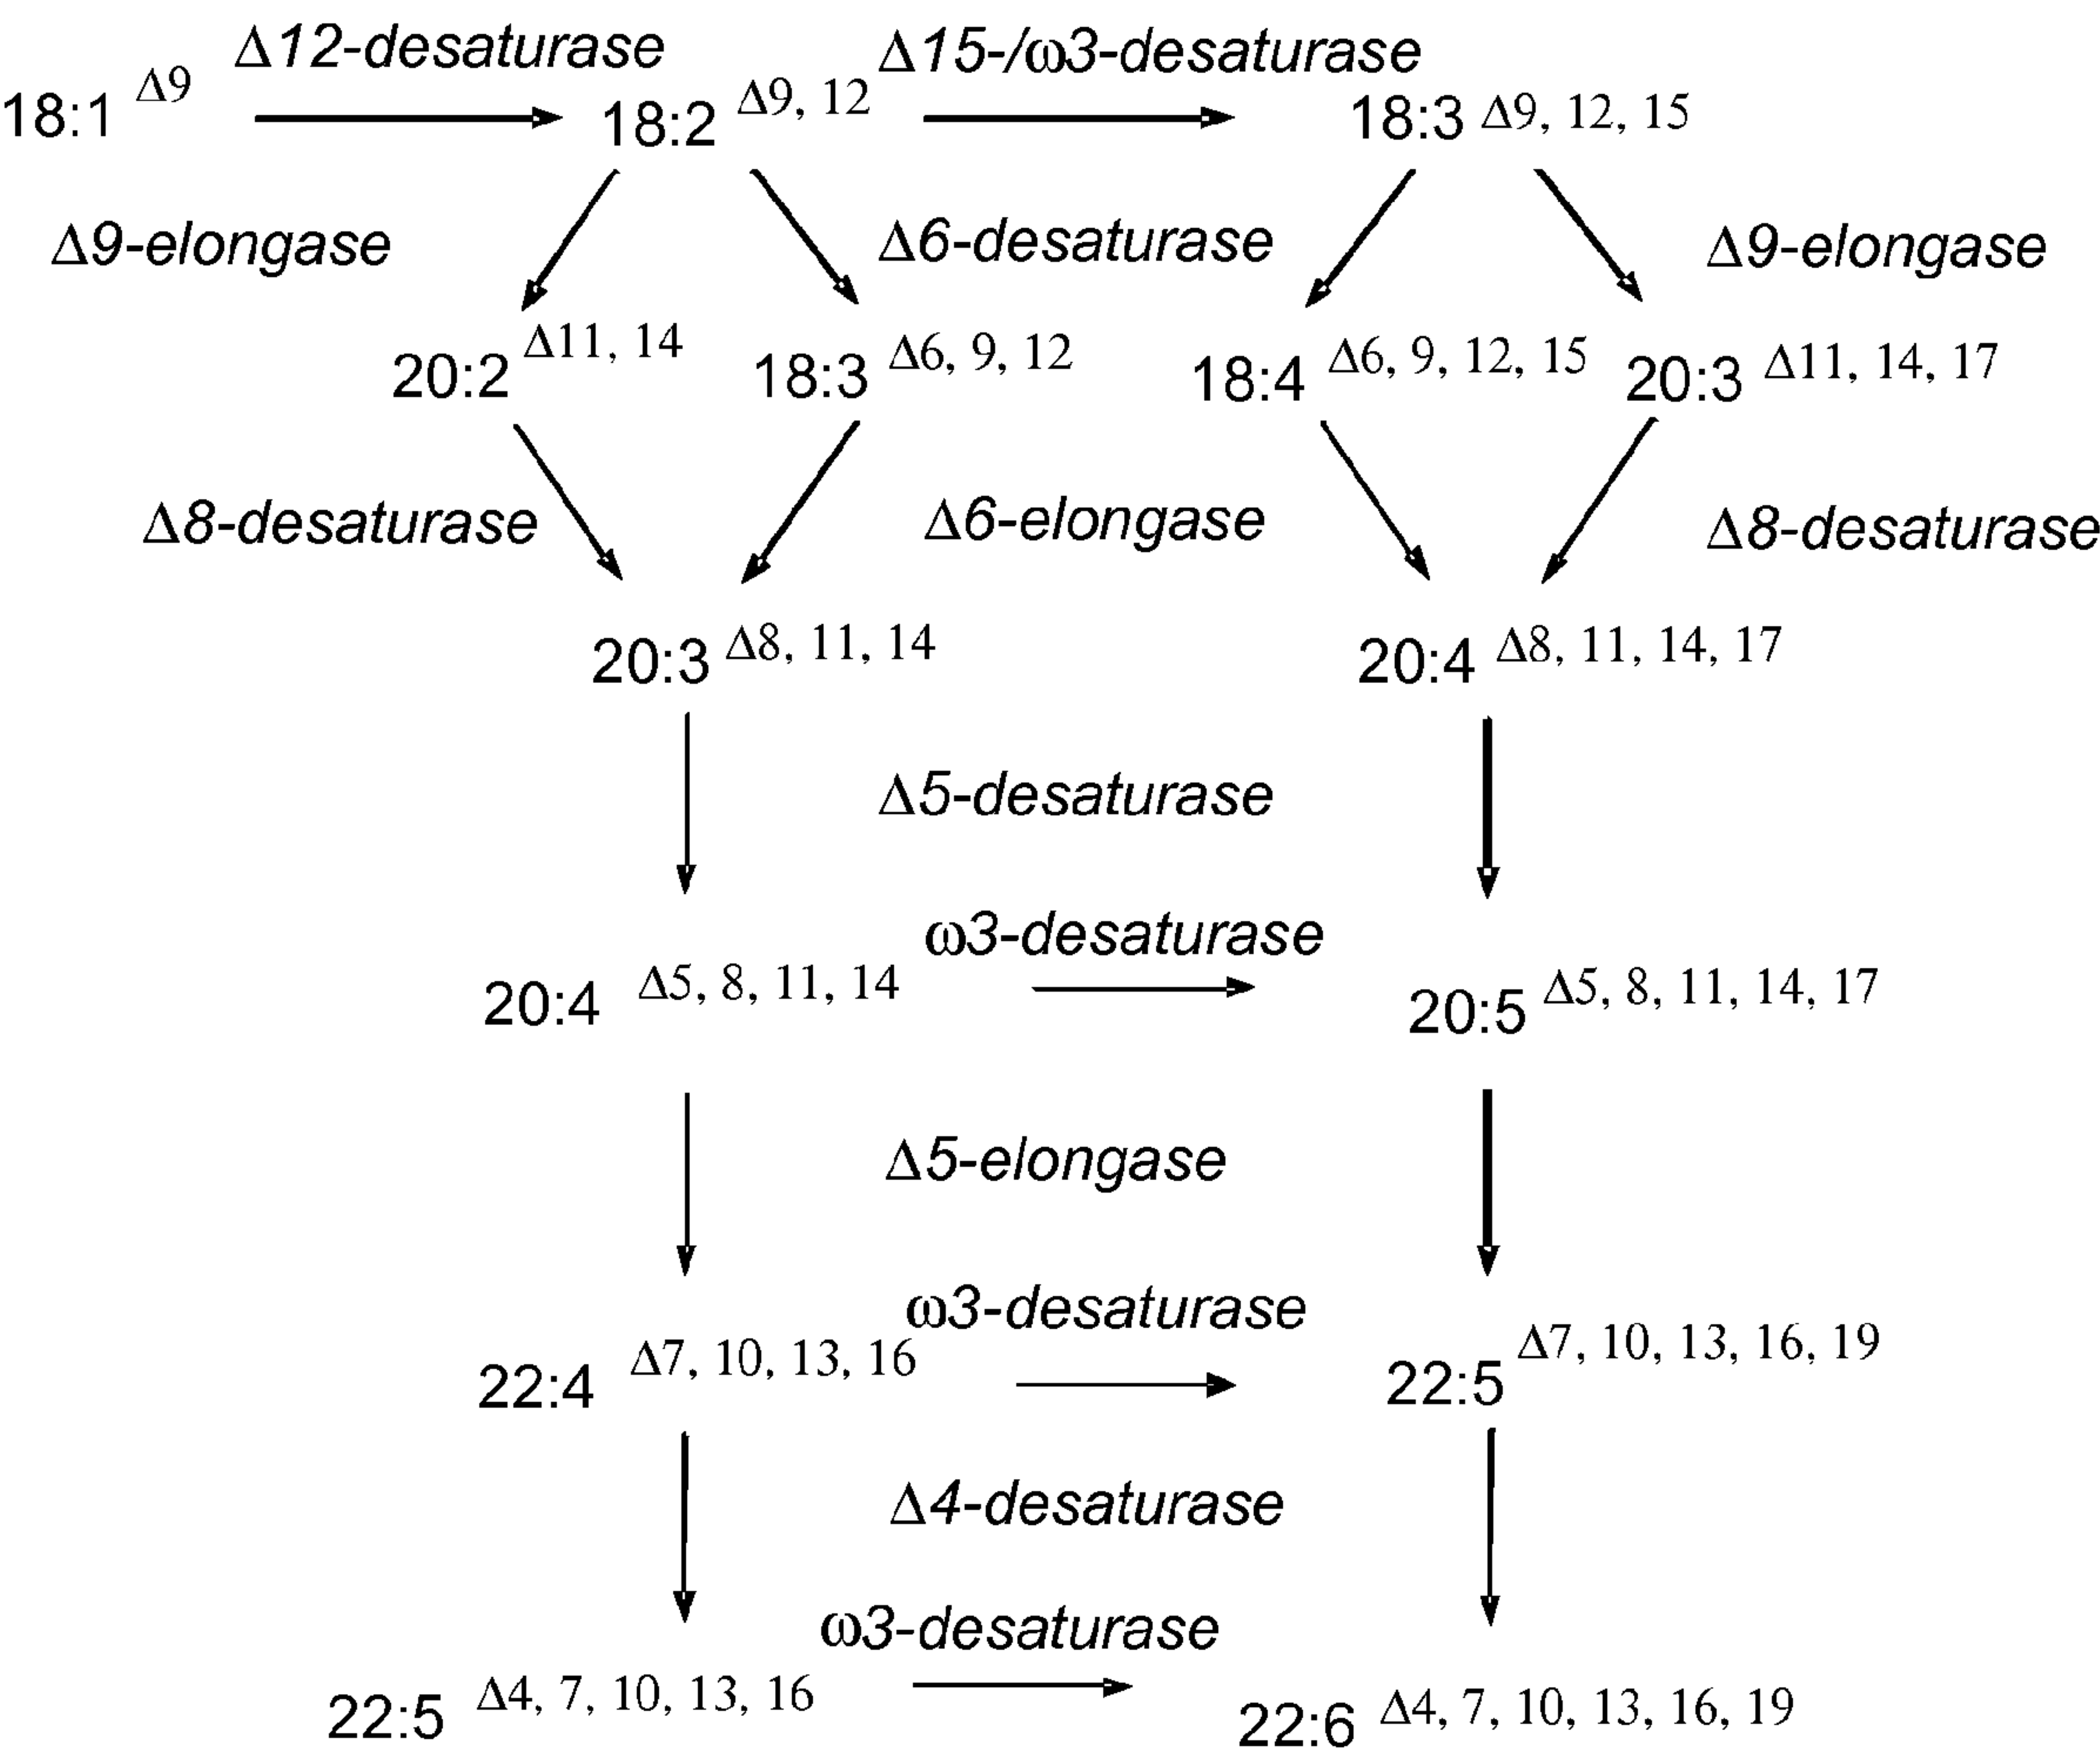 Δ12-desaturase Δ15-/ω3-desaturase
18:1 Δ9 18:2 Δ9, 12 18:3 Δ9, 12, 15
Δ9-elongase Δ6-desaturase Δ9-elongase
20:2 Δ11, 14 18:3 Δ6, 9, 12 18:4 Δ6, 9, 12, 15 20:3 Δ11, 14, 17
Δ8-desaturase Δ6-elongase Δ8-desaturase
20:3 Δ8, 11, 14 20:4 Δ8, 11, 14, 17
Δ5-desaturase
ω3-desaturase
20:4 Δ5, 8, 11, 14 20:5 Δ5, 8, 11, 14, 17
Δ5-elongase
ω3-desaturase
22:4 Δ7, 10, 13, 16 22:5 Δ7, 10, 13, 16, 19
Δ4-desaturase
ω3-desaturase
22:5 Δ4, 7, 10, 13, 16 22:6 Δ4, 7, 10, 13, 16, 19